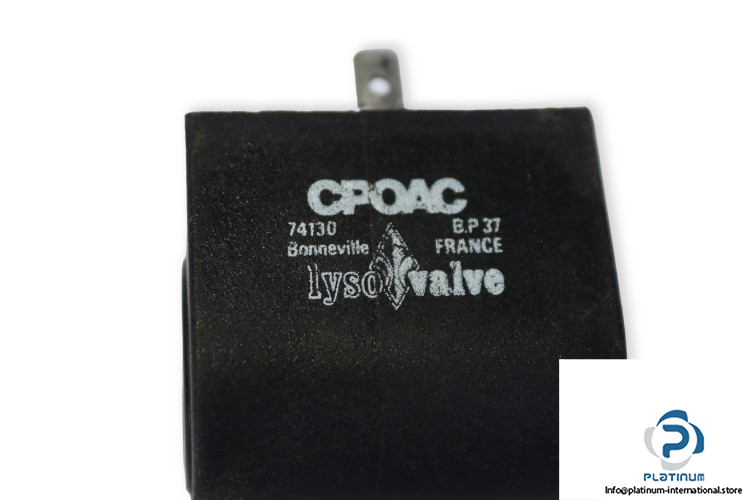 CPOAC
74130 B.P 37
Bonneville FRANCE
lyso valve
PLATINUM
Info@platinum-international.store